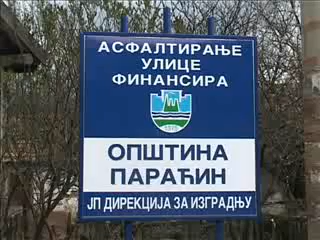 АСФАЛТИРАЊЕ
УЛИЦЕ
ФИНАНСИРА
ОПШТИНА
ПАРАЋИН
ЈП ДИРЕКЦИЈА ЗА ИЗГРАДЊУ